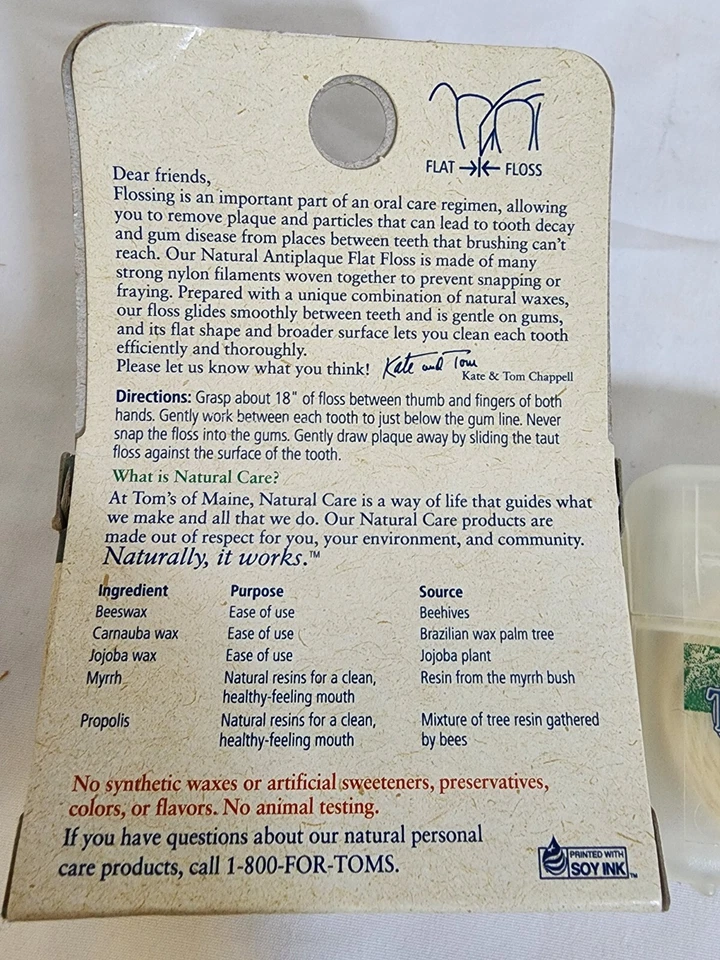 FLAT FLOSS
Dear friends,
Flossing is an important part of an oral care regimen, allowing
you to remove plaque and particles that can lead to tooth decay
and gum disease from places between teeth that brushing can't
reach. Our Natural Antiplaque Flat Floss is made of many
strong nylon filaments woven together to prevent snapping or
fraying. Prepared with a unique combination of natural waxes,
our floss glides smoothly between teeth and is gentle on gums,
and its flat shape and broader surface lets you clean each tooth
efficiently and thoroughly.
Please let us know what you think! Kate and Tom
Kate & Tom Chappell
Directions: Grasp about 18" of floss between thumb and fingers of both
hands. Gently work between each tooth to just below the gum line. Never
snap the floss into the gums. Gently draw plaque away by sliding the taut
floss against the surface of the tooth.
What is Natural Care?
At Tom's of Maine, Natural Care is a way of life that guides what
we make and all that we do. Our Natural Care products are
made out of respect for you, your environment, and community.
Naturally, it works.™
Ingredient Purpose Source
Beeswax Ease of use Beehives
Carnauba wax Ease of use Brazilian wax palm tree
Jojoba wax Ease of use Jojoba plant
Myrrh Natural resins for a clean, Resin from the myrrh bush
healthy-feeling mouth
Propolis Natural resins for a clean, Mixture of tree resin gathered
healthy-feeling mouth by bees
No synthetic waxes or artificial sweeteners, preservatives,
colors, or flavors. No animal testing.
If you have questions about our natural personal
care products, call 1-800-FOR-TOMS.
PRINTED WITH
SOY INK™